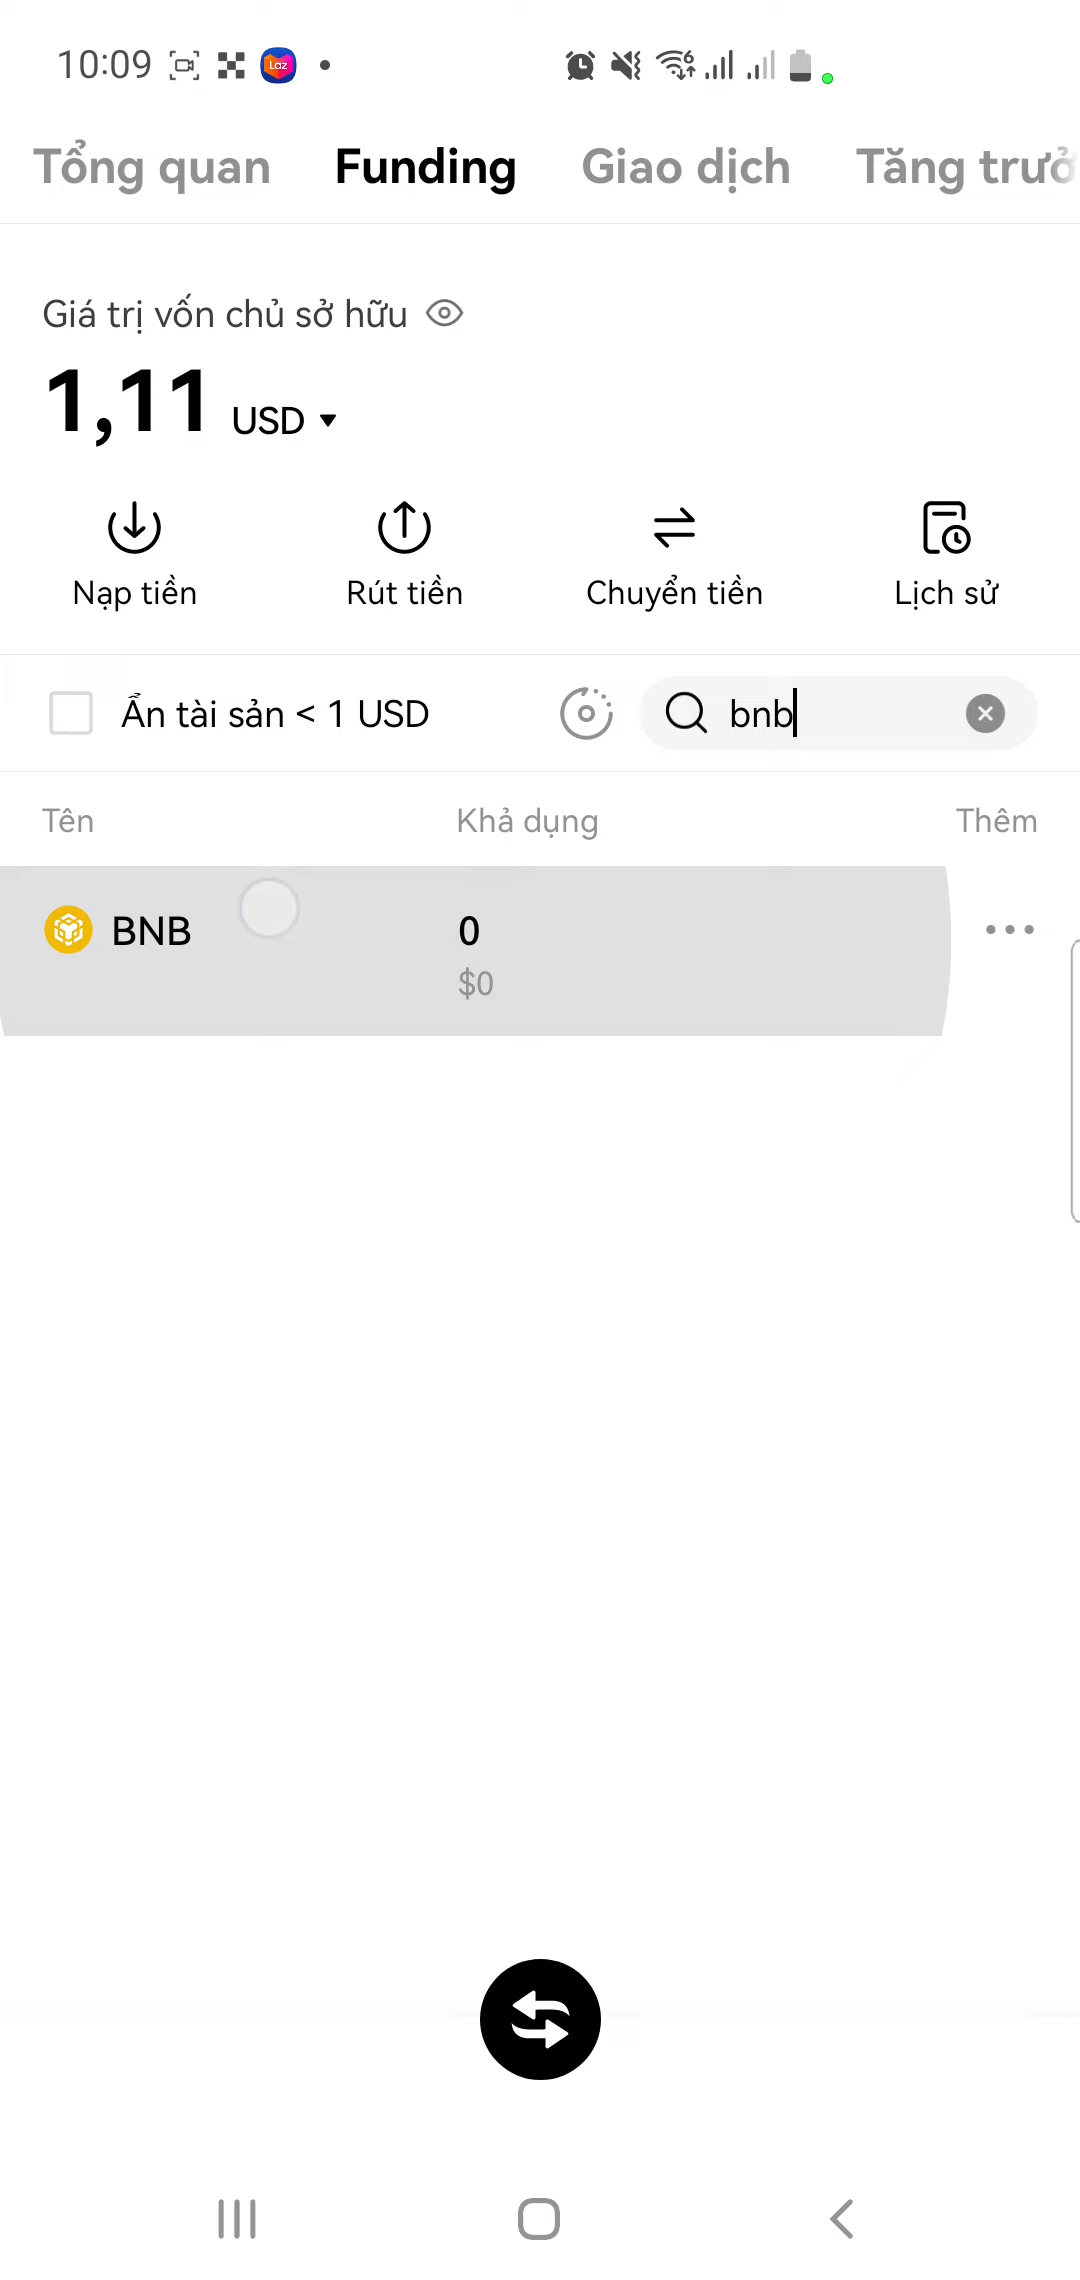 10:09 Laz 6
Tổng quan Funding Giao dịch Tăng trưở
Giá trị vốn chủ sở hữu
1,11 USD
Nạp tiền Rút tiền Chuyển tiền Lịch sử
Ẩn tài sản < 1 USD bnb
Tên Khả dụng Thêm
BNB 0
$0